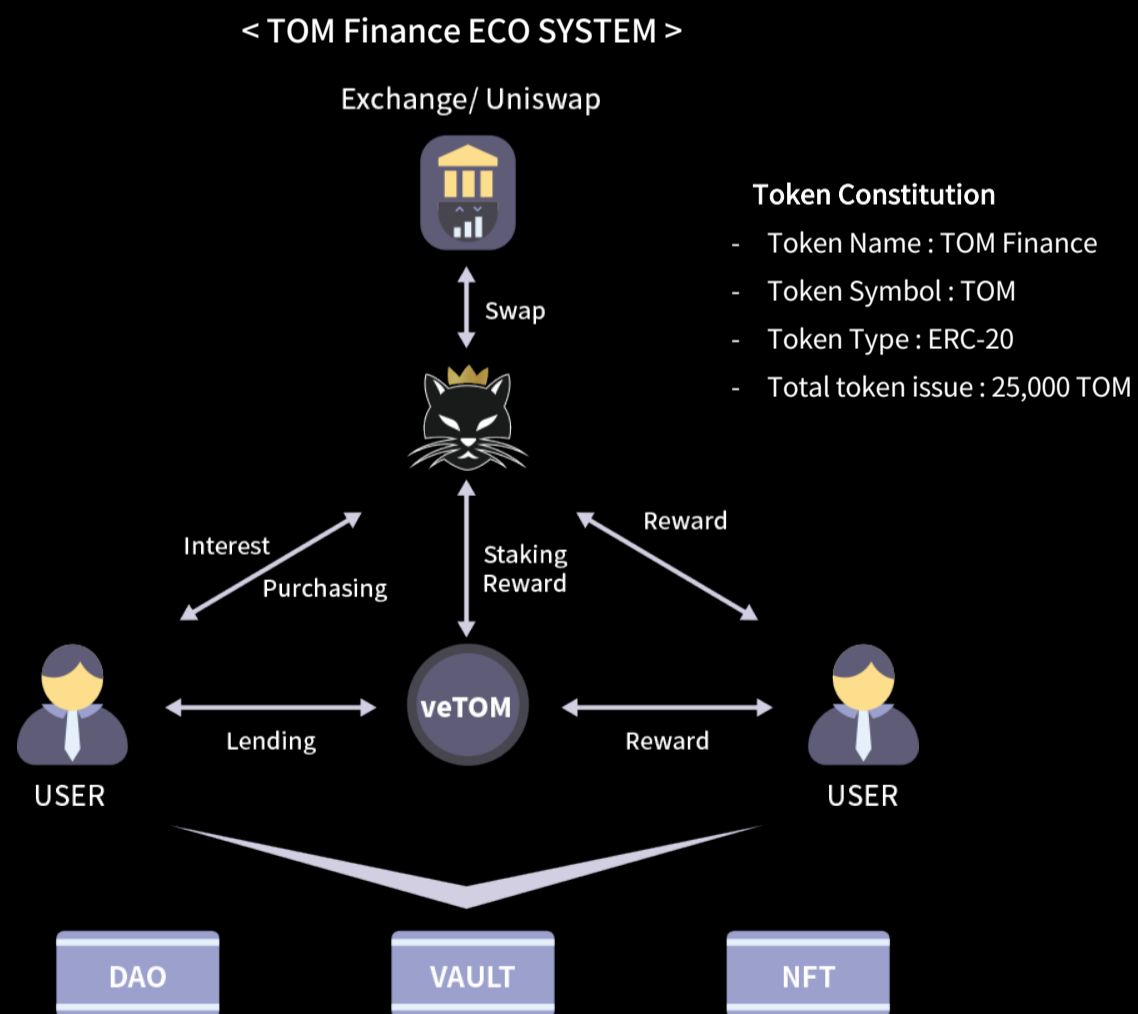 < TOM Finance ECO SYSTEM >
Exchange/ Uniswap
Token Constitution
- Token Name : TOM Finance
- Token Symbol : TOM
- Token Type : ERC-20
- Total token issue : 25,000 TOM
Swap
Interest
Purchasing
Staking
Reward
Reward
veTOM
Lending
Reward
USER
USER
DAO
VAULT
NFT